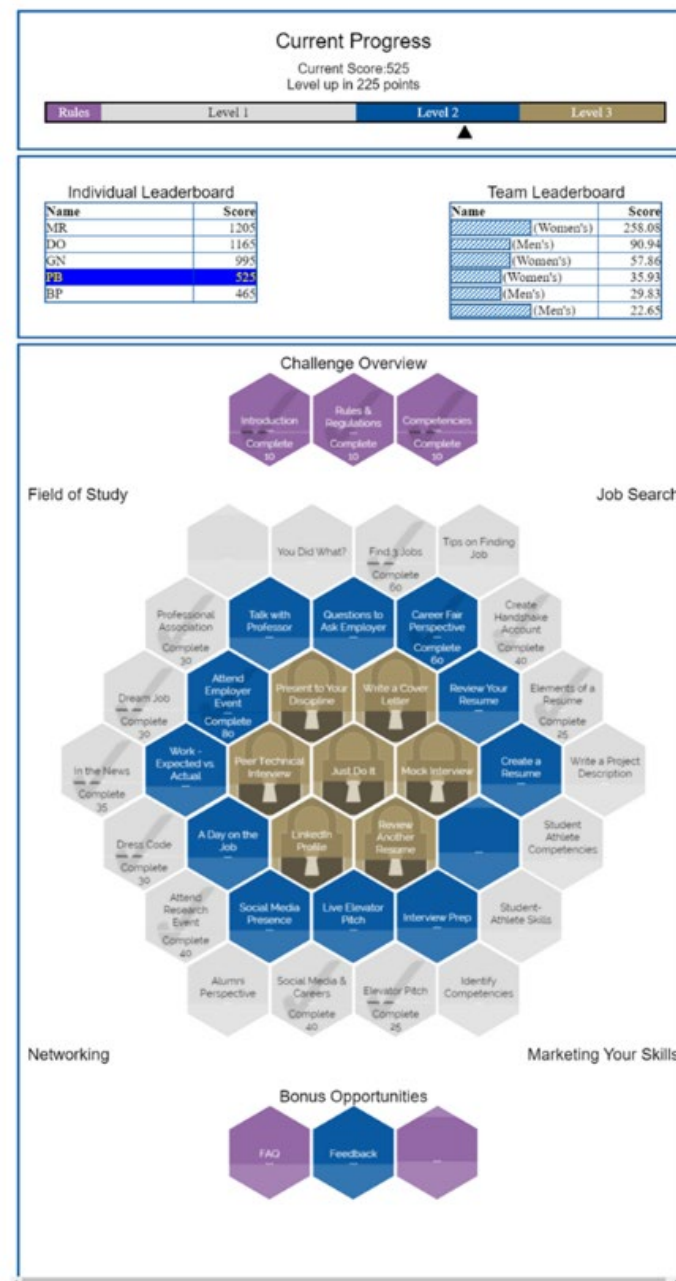 Current Progress
Current Score:525
Level up in 225 points
Rules Level 1 Level 2 Level 3
Individual Leaderboard
Name Score
MR 1205
DO 1165
GN 995
PB 525
BP 465
Team Leaderboard
Name Score
(Women's) 258.08
(Men's) 90.94
(Women's) 57.86
(Women's) 35.93
(Men's) 29.83
(Men's) 22.65
Challenge Overview
Introduction
--
Complete
10
Rules &
Regulations
--
Complete
10
Competencies
--
Complete
10
Field of Study
Job Search
You Did What?
Find 3 Jobs
Complete
60
Tips on Finding
Job
Professional
Association
Complete
30
Talk with
Professor
--
Questions to
Ask Employer
--
Career Fair
Perspective
--
Complete
60
Create
Handshake
Account
Complete
40
Dream Job
Complete
30
Attend
Employer
Event
--
Complete
80
Present to Your
Discipline
Write a Cover
Letter
Review Your
Resume
--
Elements of a
Resume
Complete
25
In the News
Complete
35
Work -
Expected vs
Actual
--
Peer Technical
Interview
Just Do It
Mock Interview
Create a
Resume
--
Write a Project
Description
Dress Code
Complete
30
A Day on the
Job
--
LinkedIn
Profile
Review
Another
Resume
--
Student
Athlete
Competencies
Attend
Research
Event
Complete
40
Social Media
Presence
--
Live Elevator
Pitch
--
Interview Prep
--
Student-
Athlete Skills
Alumni
Perspective
Social Media &
Careers
Complete
40
Elevator Pitch
Complete
25
Identify
Competencies
Networking
Marketing Your Skills
Bonus Opportunities
FAQ
--
Feedback
--
--